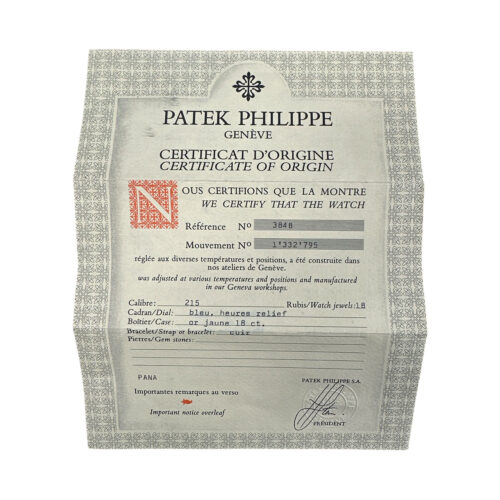 PATEK PHILIPPE
GENÈVE
CERTIFICAT D'ORIGINE
CERTIFICATE OF ORIGIN
NOUS CERTIFIONS QUE LA MONTRE
WE CERTIFY THAT THE WATCH
Référence Nº 3848
Mouvement Nº 1'332'795
réglée aux diverses températures et positions, a été construite dans
nos ateliers de Genève.
was adjusted at various temperatures and positions and manufactured
in our Geneva workshops.
Calibre: 215 Rubis/Watch jewels: 18
Cadran/Dial: bleu, heures relief
Boîtier/Case: or jaune 18 ct.
Bracelet/Strap or bracelet: cuir
Pierres/Gem stones:
PANA
PATEK PHILIPPE S.A.
Importantes remarques au verso
Important notice overleaf
PRÉSIDENT